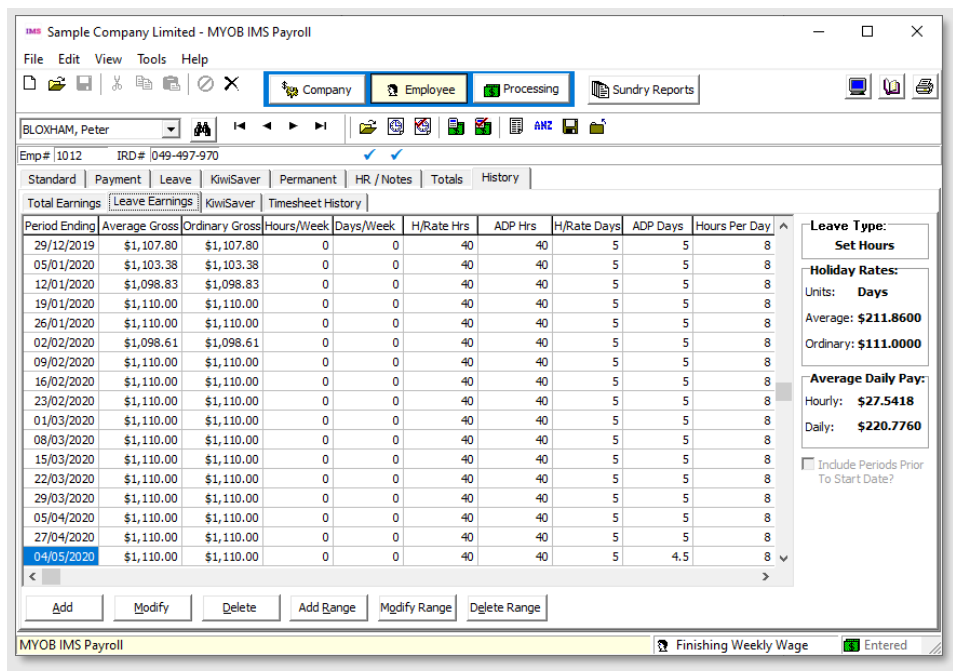 IMS Sample Company Limited - MYOB IMS Payroll
File Edit View Tools Help
Company Employee Processing Sundry Reports
BLOXHAM, Peter ANZ
Emp# 1012 IRD# 049-497-970
Standard Payment Leave KiwiSaver Permanent HR / Notes Totals History
Total Earnings Leave Earnings KiwiSaver Timesheet History
Period Ending Average Gross Ordinary Gross Hours/Week Days/Week H/Rate Hrs ADP Hrs H/Rate Days ADP Days Hours Per Day
29/12/2019 $1,107.80 $1,107.80 0 0 40 40 5 5 8
05/01/2020 $1,103.38 $1,103.38 0 0 40 40 5 5 8
12/01/2020 $1,098.83 $1,098.83 0 0 40 40 5 5 8
19/01/2020 $1,110.00 $1,110.00 0 0 40 40 5 5 8
26/01/2020 $1,110.00 $1,110.00 0 0 40 40 5 5 8
02/02/2020 $1,098.61 $1,098.61 0 0 40 40 5 5 8
09/02/2020 $1,110.00 $1,110.00 0 0 40 40 5 5 8
16/02/2020 $1,110.00 $1,110.00 0 0 40 40 5 5 8
23/02/2020 $1,110.00 $1,110.00 0 0 40 40 5 5 8
01/03/2020 $1,110.00 $1,110.00 0 0 40 40 5 5 8
08/03/2020 $1,110.00 $1,110.00 0 0 40 40 5 5 8
15/03/2020 $1,110.00 $1,110.00 0 0 40 40 5 5 8
22/03/2020 $1,110.00 $1,110.00 0 0 40 40 5 5 8
29/03/2020 $1,110.00 $1,110.00 0 0 40 40 5 5 8
05/04/2020 $1,110.00 $1,110.00 0 0 40 40 5 5 8
27/04/2020 $1,110.00 $1,110.00 0 0 40 40 5 5 8
04/05/2020 $1,110.00 $1,110.00 0 0 40 40 5 4.5 8
Leave Type:
Set Hours
Holiday Rates:
Units: Days
Average: $211.8600
Ordinary: $111.0000
Average Daily Pay:
Hourly: $27.5418
Daily: $220.7760
Include Periods Prior
To Start Date?
Add Modify Delete Add Range Modify Range Delete Range
MYOB IMS Payroll Finishing Weekly Wage Entered